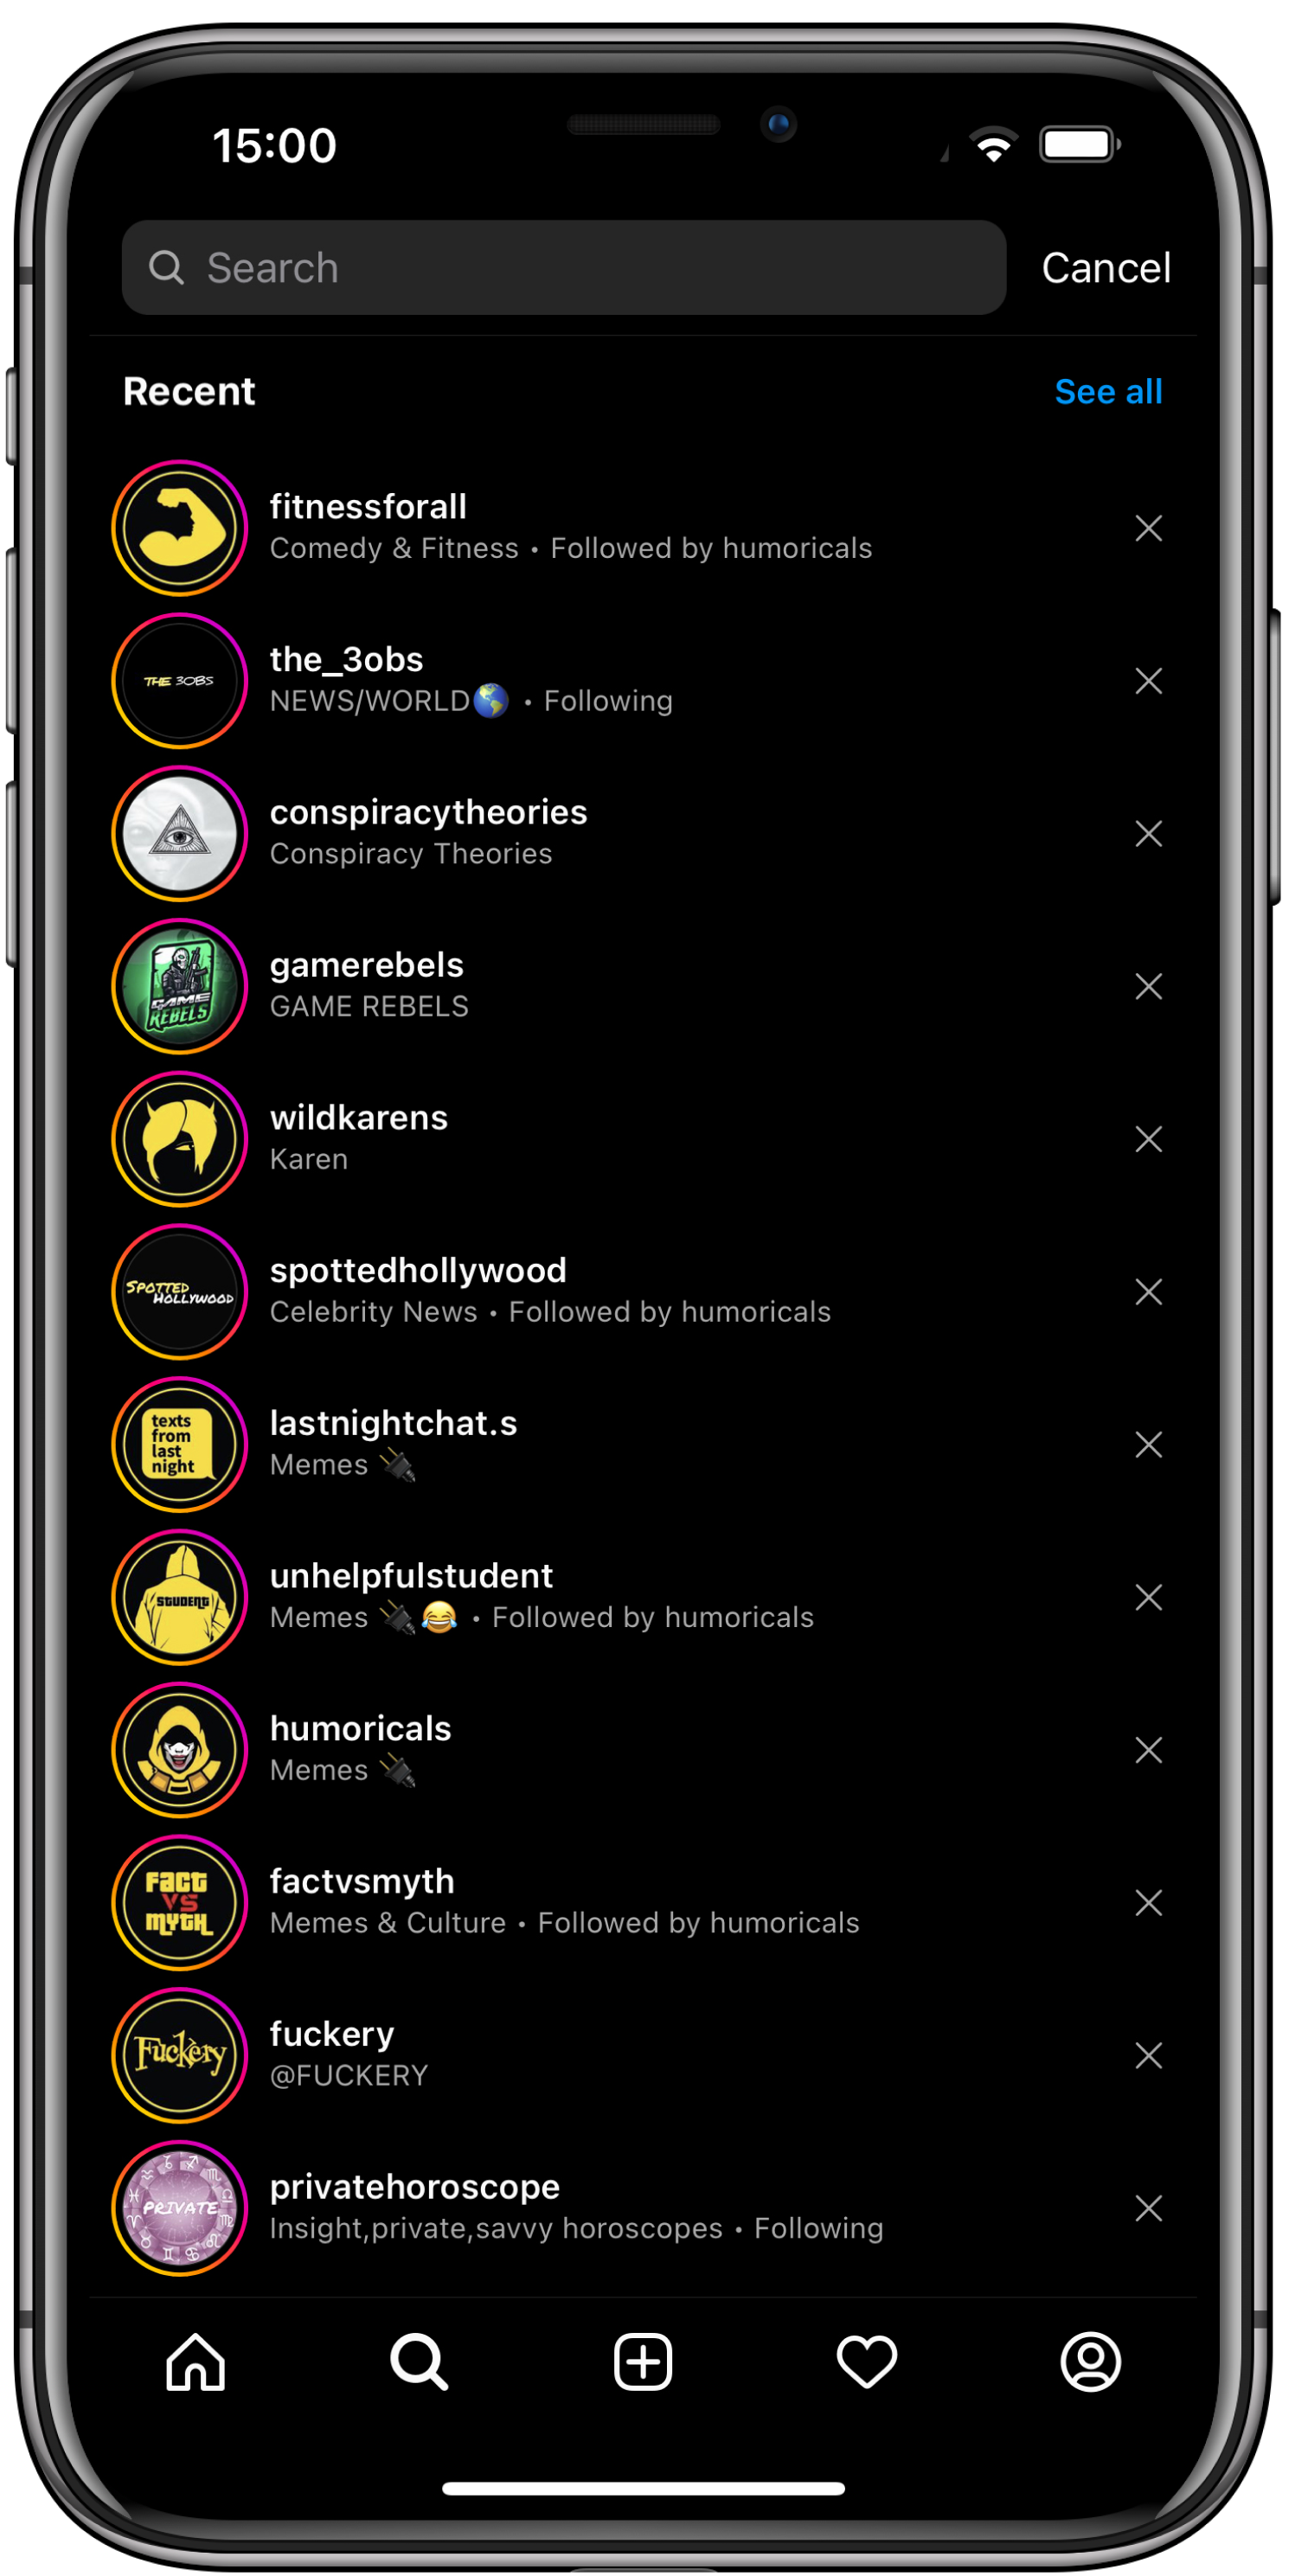 15:00
Search
Cancel
Recent
See all
fitnessforall
Comedy & Fitness • Followed by humoricals
THE 3OBS
the_3obs
NEWS/WORLD🌎 • Following
conspiracytheories
Conspiracy Theories
GAME
REBELS
gamerebels
GAME REBELS
wildkarens
Karen
SPOTTED
HOLLYWOOD
spottedhollywood
Celebrity News • Followed by humoricals
texts
from
last
night
lastnightchat.s
Memes 🔌
STUDENT
unhelpfulstudent
Memes 🔌😂 • Followed by humoricals
humoricals
Memes 🔌
FACT
VS
MYTH
factvsmyth
Memes & Culture • Followed by humoricals
Fuckery
fuckery
@FUCKERY
PRIVATE
privatehoroscope
Insight,private,savvy horoscopes • Following